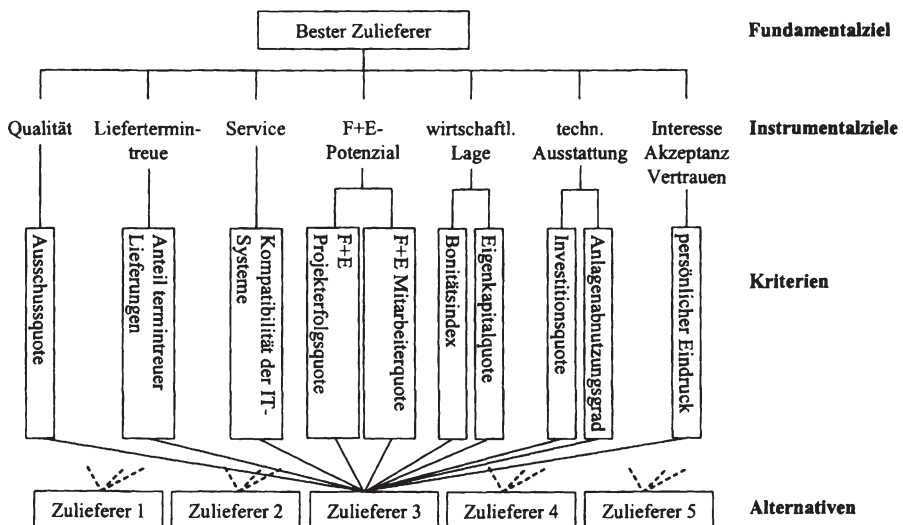 Bester Zulieferer
Fundamentalziel
Qualität
Liefertermin-
treue
Service
F+E-
Potenzial
wirtschaftl.
Lage
techn.
Ausstattung
Interesse
Akzeptanz
Vertrauen
Instrumentalziele
Ausschussquote
Anteil termintreuer
Lieferungen
Kompatibilität der IT-
Systeme
F+E
Projekterfolgsquote
F+E Mitarbeiterquote
Bonitätsindex
Eigenkapitalquote
Investitionsquote
Anlagenabnutzungsgrad
persönlicher Eindruck
Kriterien
Zulieferer 1
Zulieferer 2
Zulieferer 3
Zulieferer 4
Zulieferer 5
Alternativen